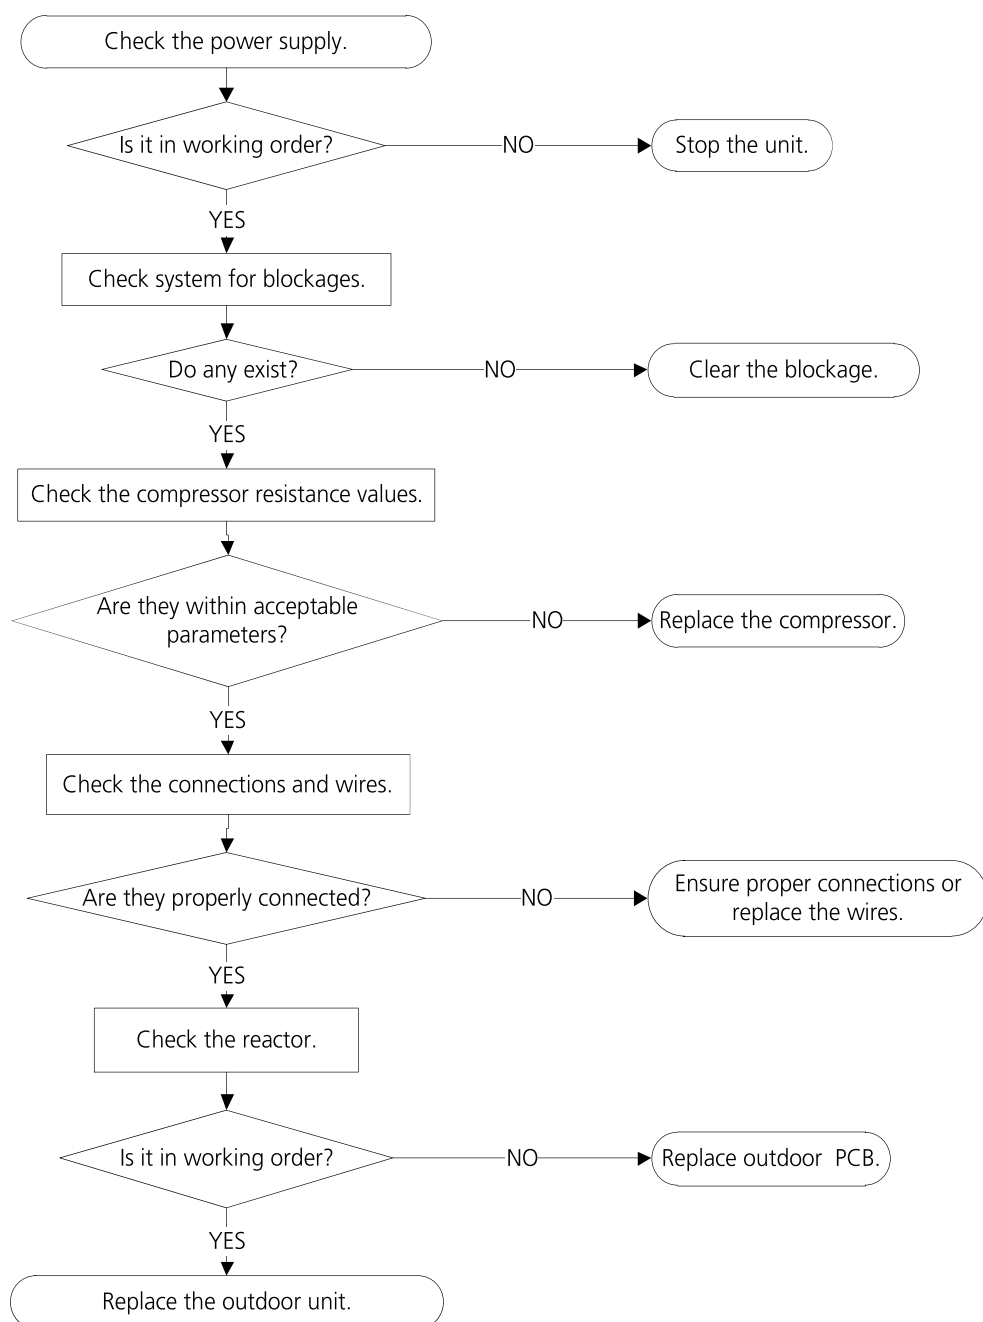 Check the power supply.
Is it in working order?
NO
Stop the unit.
YES
Check system for blockages.
Do any exist?
NO
Clear the blockage.
YES
Check the compressor resistance values.
Are they within acceptable
parameters?
NO
Replace the compressor.
YES
Check the connections and wires.
Are they properly connected?
NO
Ensure proper connections or
replace the wires.
YES
Check the reactor.
Is it in working order?
NO
Replace outdoor PCB.
YES
Replace the outdoor unit.